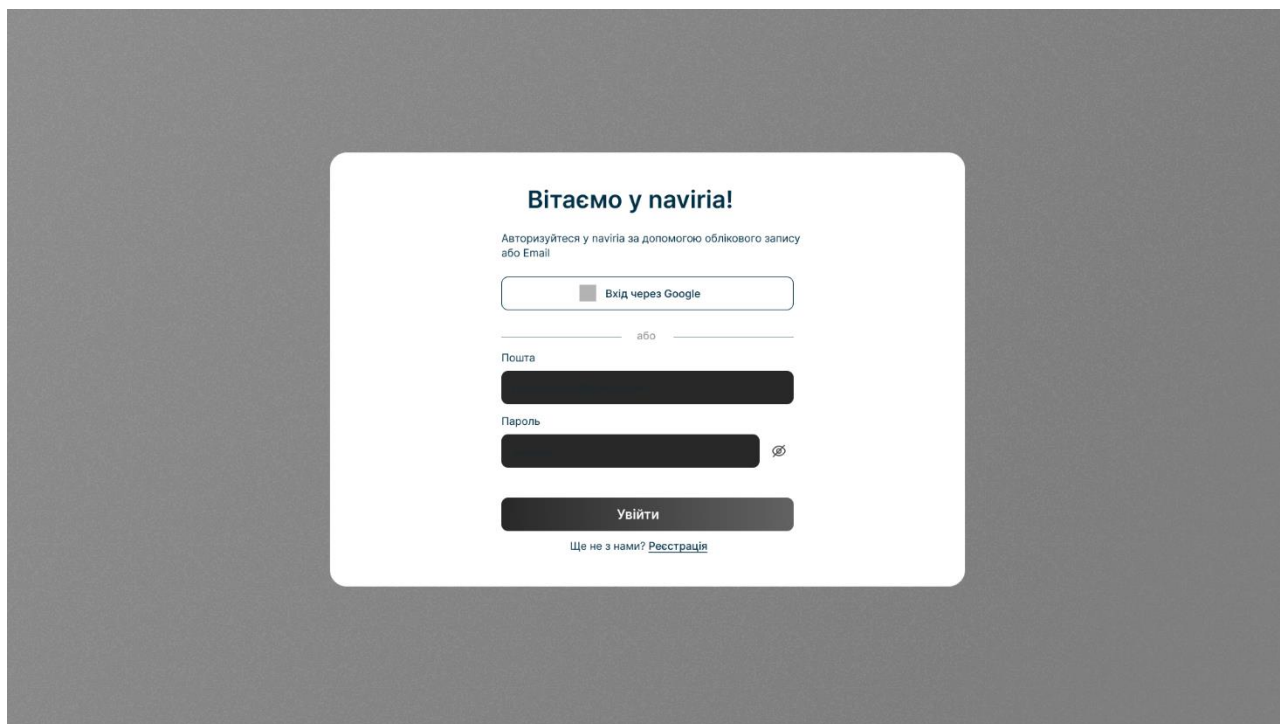 Вітаємо у naviria!
Авторизуйтеся у naviria за допомогою облікового запису
або Email
Вхід через Google
або
Пошта
Пароль
Увійти
Ще не з нами? Реєстрація